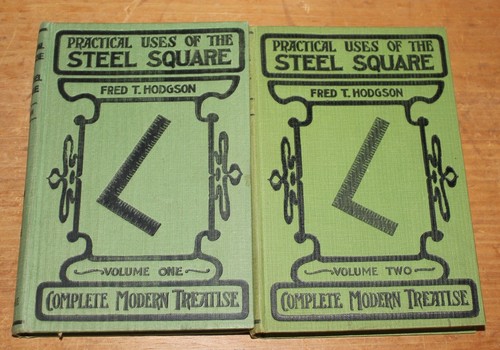 PRACTICAL USES OF THE
STEEL SQUARE
FRED T. HODGSON
VOLUME ONE
COMPLETE MODERN TREATISE
PRACTICAL USES OF THE
STEEL SQUARE
FRED T. HODGSON
VOLUME TWO
COMPLETE MODERN TREATISE